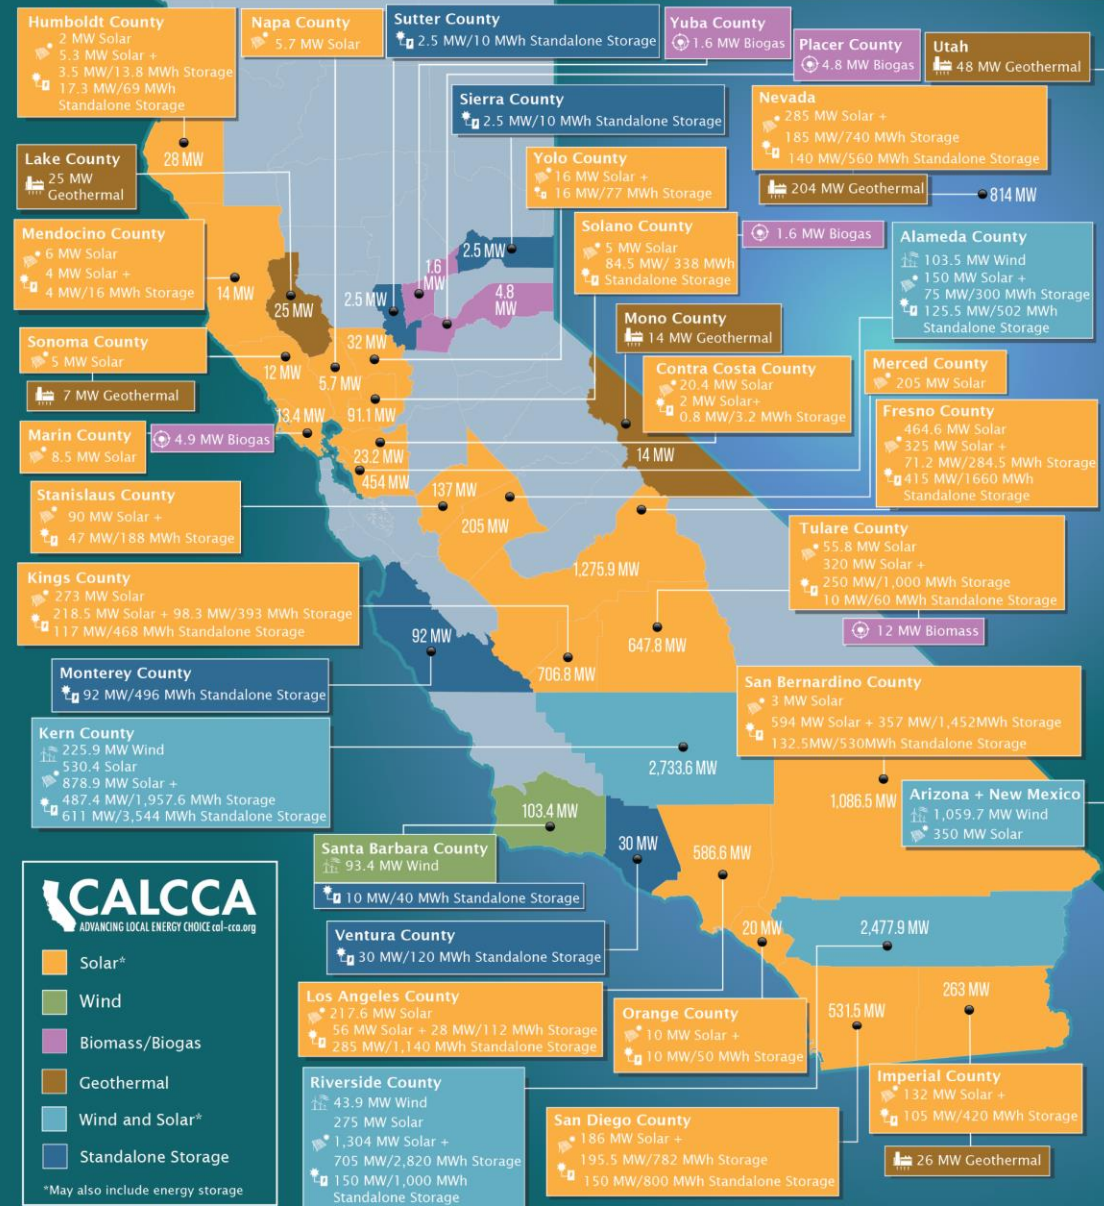 Humboldt County
2 MW Solar
5.3 MW Solar +
3.5 MW/13.8 MWh Storage
17.3 MW/69 MWh
Standalone Storage
Napa County
5.7 MW Solar
Sutter County
2.5 MW/10 MWh Standalone Storage
Yuba County
1.6 MW Biogas
Placer County
4.8 MW Biogas
Utah
48 MW Geothermal
Sierra County
2.5 MW/10 MWh Standalone Storage
Nevada
285 MW Solar +
185 MW/740 MWh Storage
140 MW/560 MWh Standalone Storage
204 MW Geothermal
814 MW
28 MW
Lake County
25 MW
Geothermal
Yolo County
16 MW Solar +
16 MW/77 MWh Storage
Solano County
5 MW Solar
84.5 MW/ 338 MWh
Standalone Storage
1.6 MW Biogas
Alameda County
103.5 MW Wind
150 MW Solar +
75 MW/300 MWh Storage
125.5 MW/502 MWh
Standalone Storage
Mendocino County
6 MW Solar
4 MW Solar +
4 MW/16 MWh Storage
14 MW
25 MW
2.5 MW
1.6
MW
2.5 MW
4.8
MW
Mono County
14 MW Geothermal
Sonoma County
5 MW Solar
7 MW Geothermal
12 MW
5.7 MW
32 MW
91.1 MW
Contra Costa County
20.4 MW Solar
2 MW Solar+
0.8 MW/3.2 MWh Storage
Merced County
205 MW Solar
Marin County
8.5 MW Solar
4.9 MW Biogas
13.4 MW
23.2 MW
454 MW
14 MW
Fresno County
464.6 MW Solar
325 MW Solar +
71.2 MW/284.5 MWh Storage
415 MW/1660 MWh
Standalone Storage
Stanislaus County
90 MW Solar +
47 MW/188 MWh Storage
137 MW
205 MW
1,275.9 MW
Tulare County
55.8 MW Solar
320 MW Solar +
250 MW/1,000 MWh Storage
10 MW/60 MWh Standalone Storage
12 MW Biomass
Kings County
273 MW Solar
218.5 MW Solar + 98.3 MW/393 MWh Storage
117 MW/468 MWh Standalone Storage
92 MW
706.8 MW
647.8 MW
Monterey County
92 MW/496 MWh Standalone Storage
San Bernardino County
3 MW Solar
594 MW Solar + 357 MW/1,452MWh Storage
132.5MW/530MWh Standalone Storage
Kern County
225.9 MW Wind
530.4 Solar
878.9 MW Solar +
487.4 MW/1,957.6 MWh Storage
611 MW/3,544 MWh Standalone Storage
2,733.6 MW
1,086.5 MW
Arizona + New Mexico
1,059.7 MW Wind
350 MW Solar
103.4 MW
Santa Barbara County
93.4 MW Wind
10 MW/40 MWh Standalone Storage
30 MW
586.6 MW
Ventura County
30 MW/120 MWh Standalone Storage
20 MW
2,477.9 MW
Los Angeles County
217.6 MW Solar
56 MW Solar + 28 MW/112 MWh Storage
285 MW/1,140 MWh Standalone Storage
Orange County
10 MW Solar +
10 MW/50 MWh Storage
531.5 MW
263 MW
Riverside County
43.9 MW Wind
275 MW Solar
1,304 MW Solar +
705 MW/2,820 MWh Storage
150 MW/1,000 MWh
Standalone Storage
San Diego County
186 MW Solar +
195.5 MW/782 MWh Storage
150 MW/800 MWh Standalone Storage
Imperial County
132 MW Solar +
105 MW/420 MWh Storage
26 MW Geothermal
CALCCA
ADVANCING LOCAL ENERGY CHOICE cal-cca.org
Solar*
Wind
Biomass/Biogas
Geothermal
Wind and Solar*
Standalone Storage
*May also include energy storage